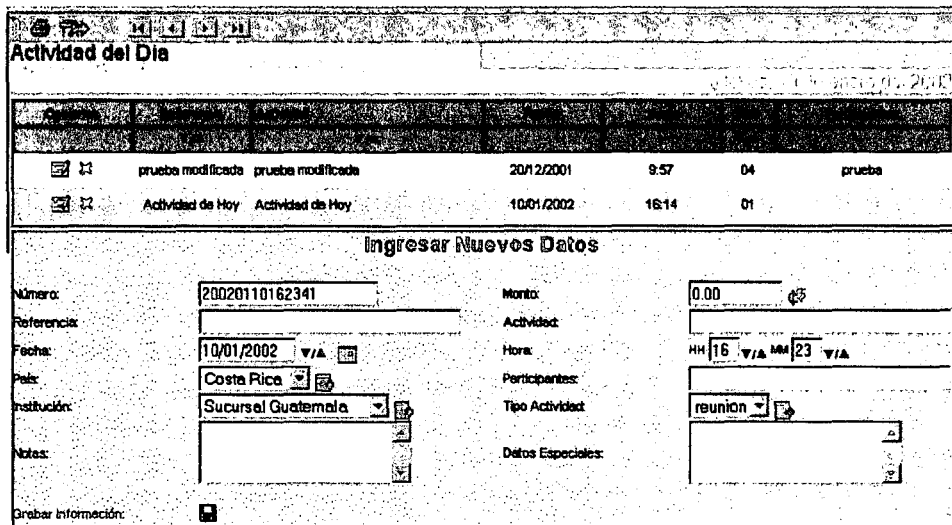 Actividad del Dia
prueba modificada prueba modificada 20/12/2001 9:57 04 prueba
Actividad de Hoy Actividad de Hoy 10/01/2002 16:14 01
Ingresar Nuevos Datos
Número: 20020110162341 Monto: 0.00
Referencia: Actividad:
Fecha: 10/01/2002 Hora: HH 16 MM 23
País: Costa Rica Participantes:
Institución: Sucursal Guatemala Tipo Actividad: reunion
Notas: Datos Especiales:
Grabar Información: